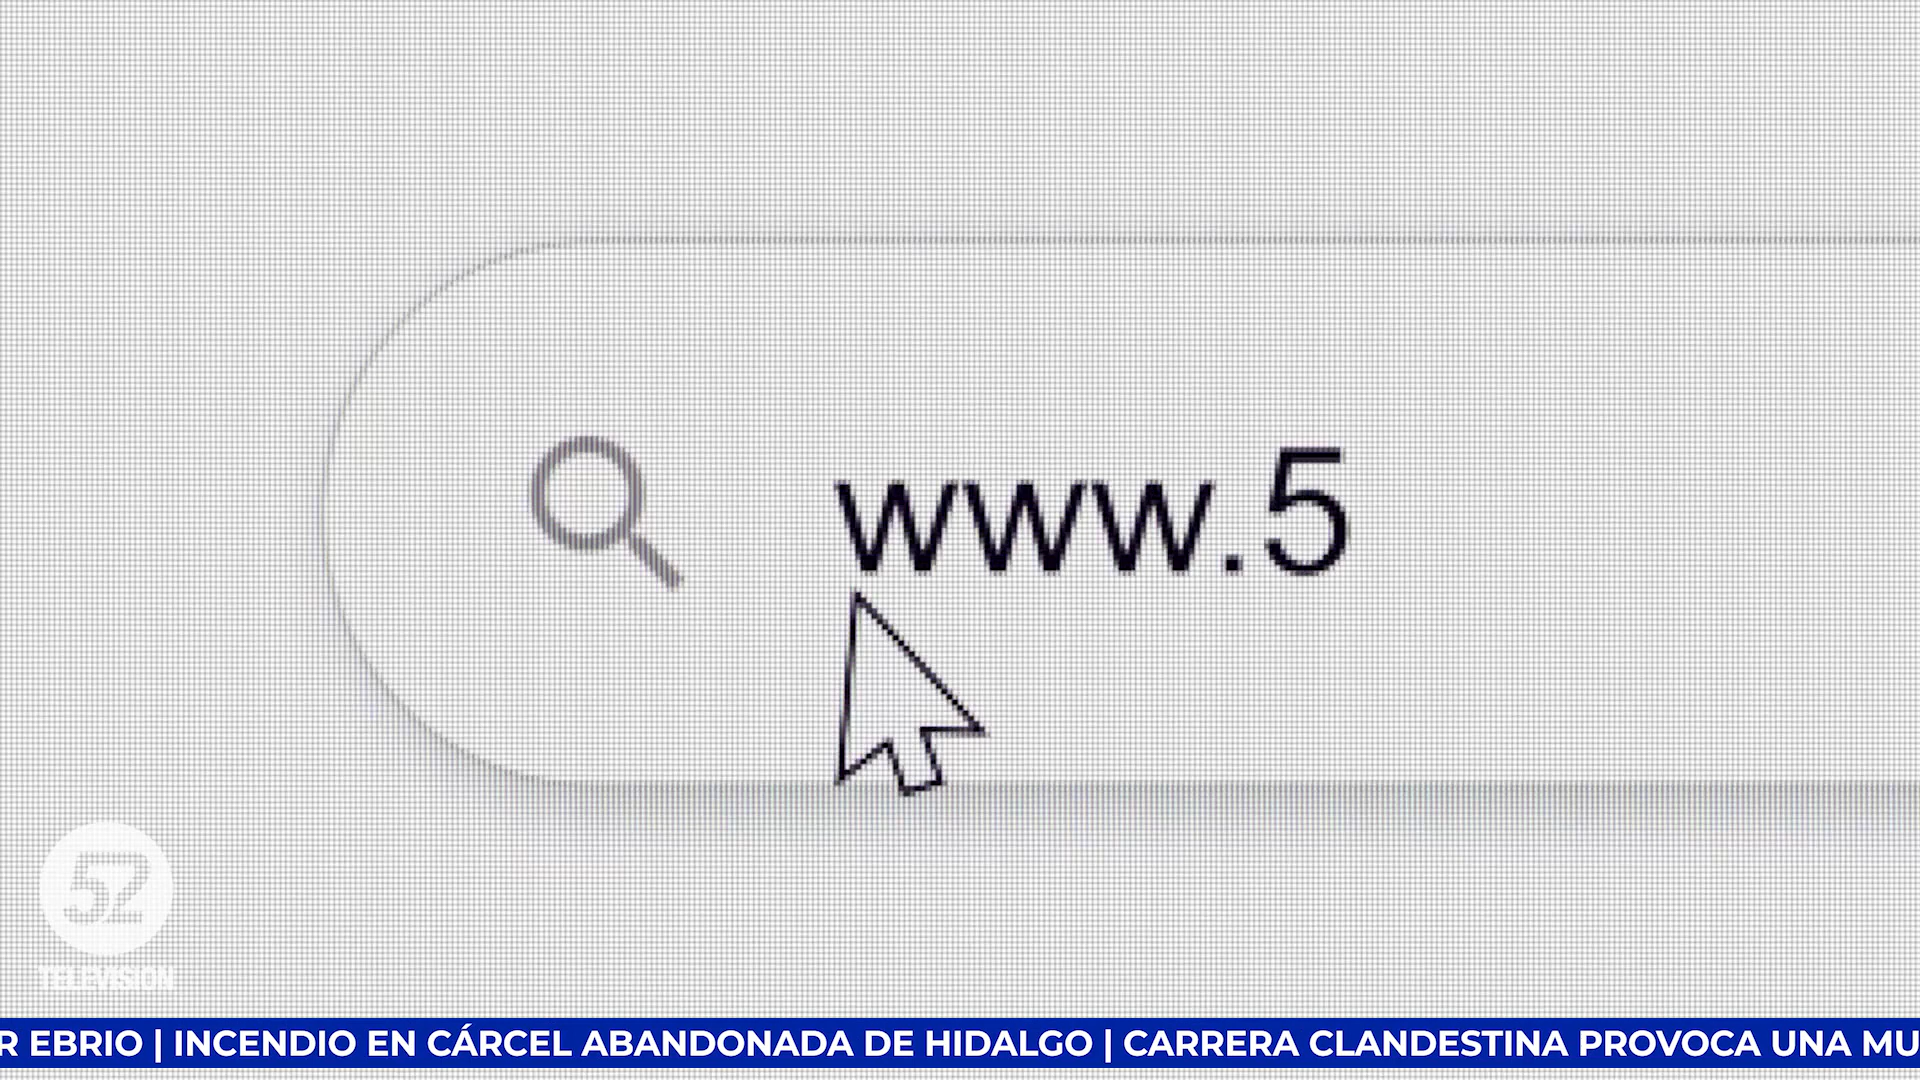 www.5
52
TELEVISION
R EBRIO | INCENDIO EN CÁRCEL ABANDONADA DE HIDALGO | CARRERA CLANDESTINA PROVOCA UNA MU